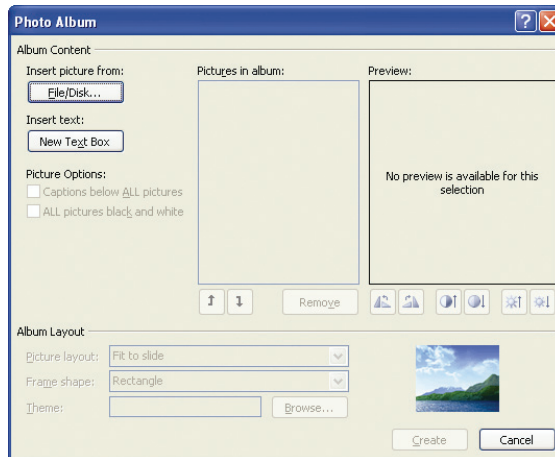 Photo Album
Album Content
Insert picture from:
File/Disk...
Insert text:
New Text Box
Picture Options:
Captions below ALL pictures
ALL pictures black and white
Pictures in album:
Remove
Preview:
No preview is available for this
selection
Album Layout
Picture layout: Fit to slide
Frame shape: Rectangle
Theme:
Browse...
Create
Cancel